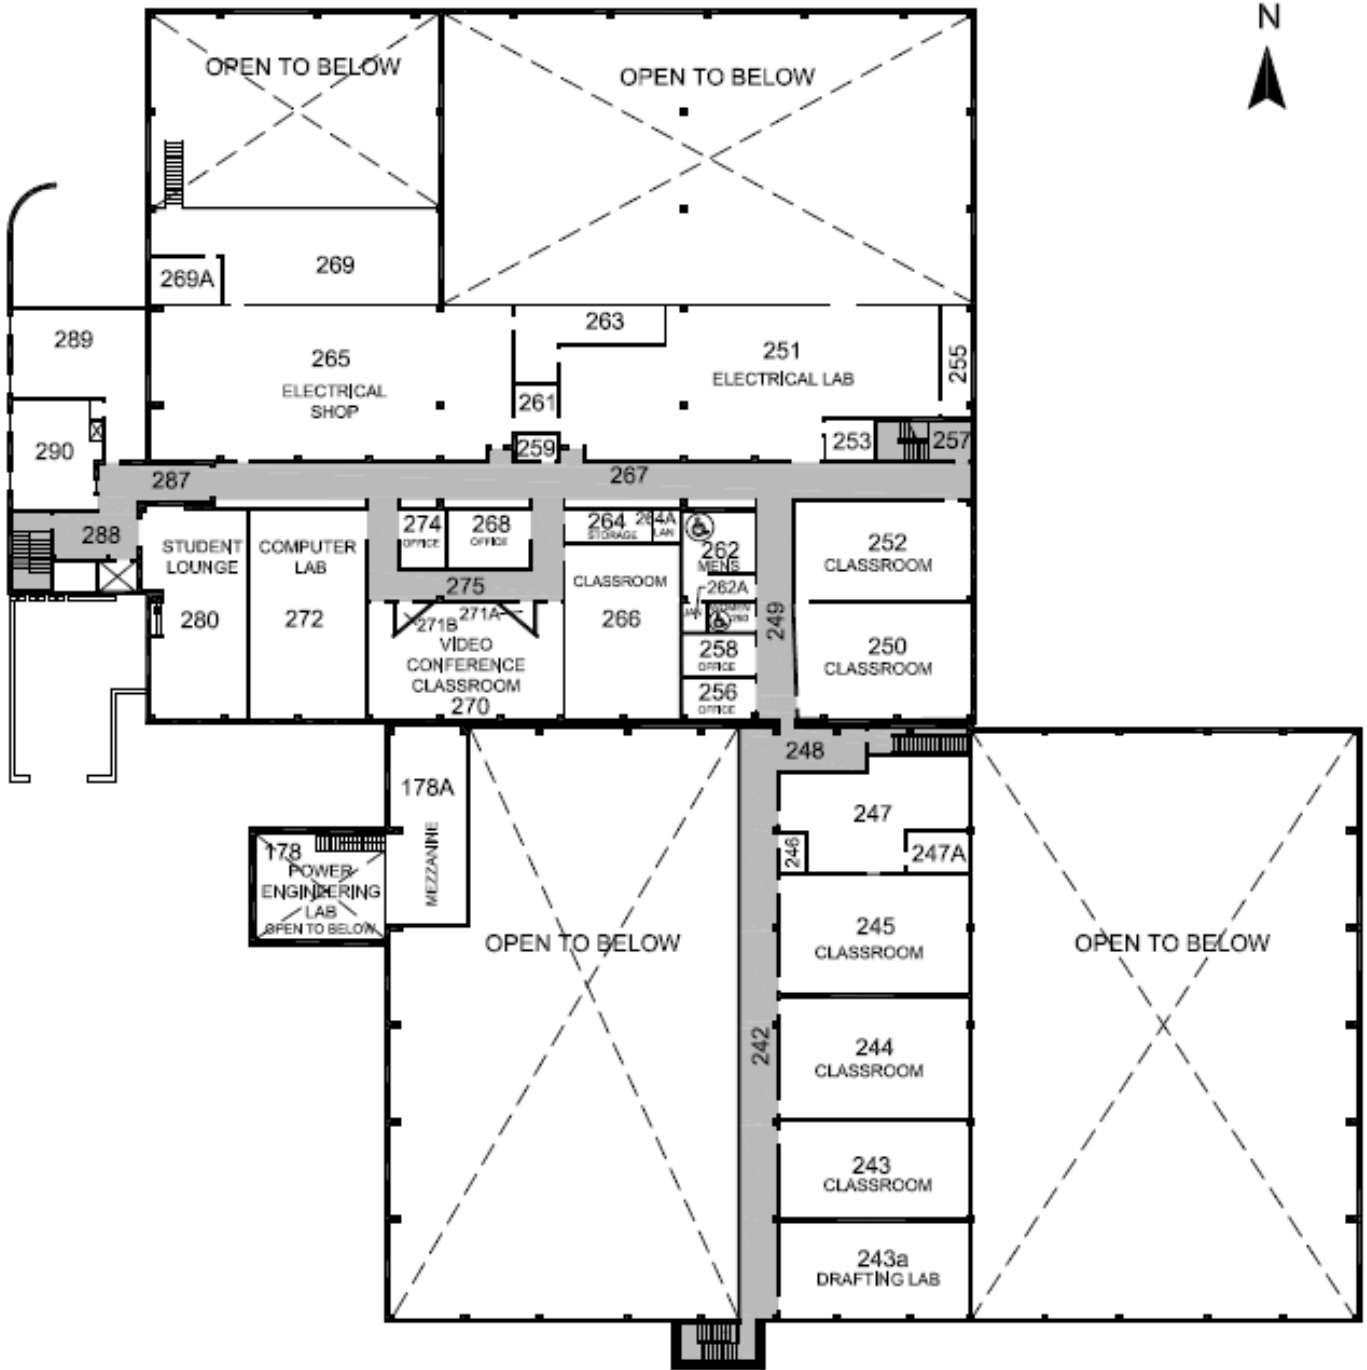 N
OPEN TO BELOW
OPEN TO BELOW
269
269A
289
263
265
ELECTRICAL
SHOP
251
ELECTRICAL LAB
255
261
290
259
253
257
287
267
288
274
OFFICE
268
OFFICE
264
STORAGE
264A
LAN
262
MENS
252
CLASSROOM
STUDENT
LOUNGE
280
COMPUTER
LAB
272
275
CLASSROOM
266
262A
JAN
WOMEN
260
249
271B
271A
VIDEO
CONFERENCE
CLASSROOM
270
258
OFFICE
250
CLASSROOM
256
OFFICE
248
178A
MEZZANINE
247
246
247A
178
POWER
ENGINEERING
LAB
OPEN TO BELOW
245
CLASSROOM
OPEN TO BELOW
OPEN TO BELOW
242
244
CLASSROOM
243
CLASSROOM
243a
DRAFTING LAB